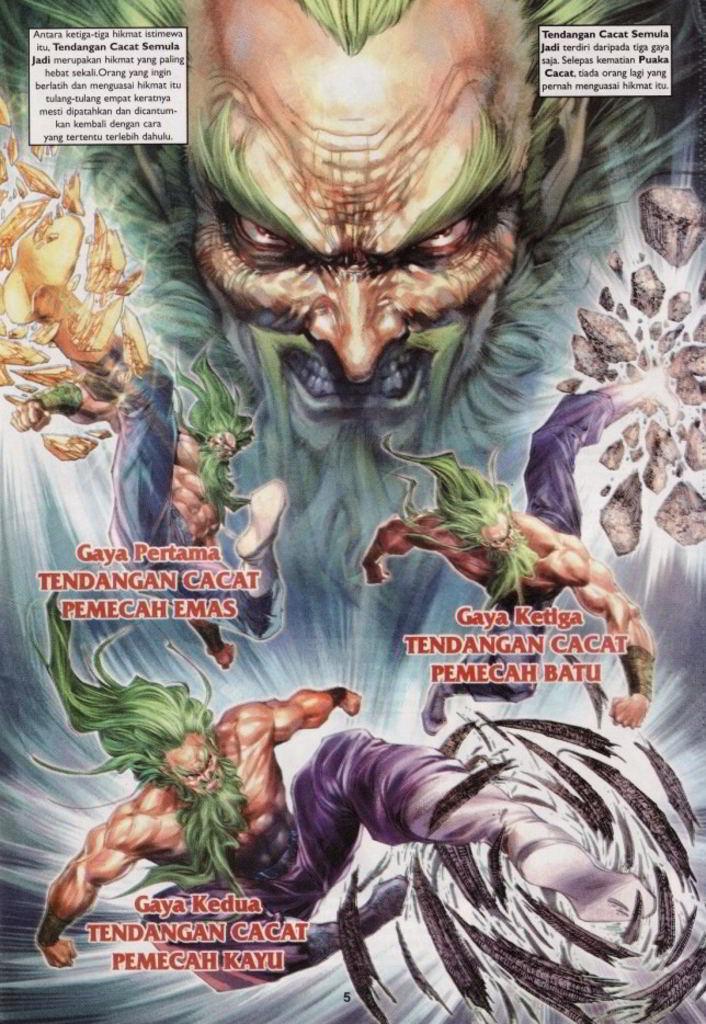 Antara ketiga-tiga hikmat istimewa
itu, Tendangan Cacat Semula
Jadi merupakan hikmat yang paling
hebat sekali.Orang yang ingin
berlatih dan menguasai hikmat itu
tulang-tulang empat keratnya
mesti dipatahkan dan dicantum-
kan kembali dengan cara
yang tertentu terlebih dahulu.
Tendangan Cacat Semula
Jadi terdiri daripada tiga gaya
saja. Selepas kematian Puaka
Cacat, tiada orang lagi yang
pernah menguasai hikmat itu.
Gaya Pertama
TENDANGAN CACAT
PEMECAH EMAS
Gaya Ketiga
TENDANGAN CACAT
PEMECAH BATU
Gaya Kedua
TENDANGAN CACAT
PEMECAH KAYU
5